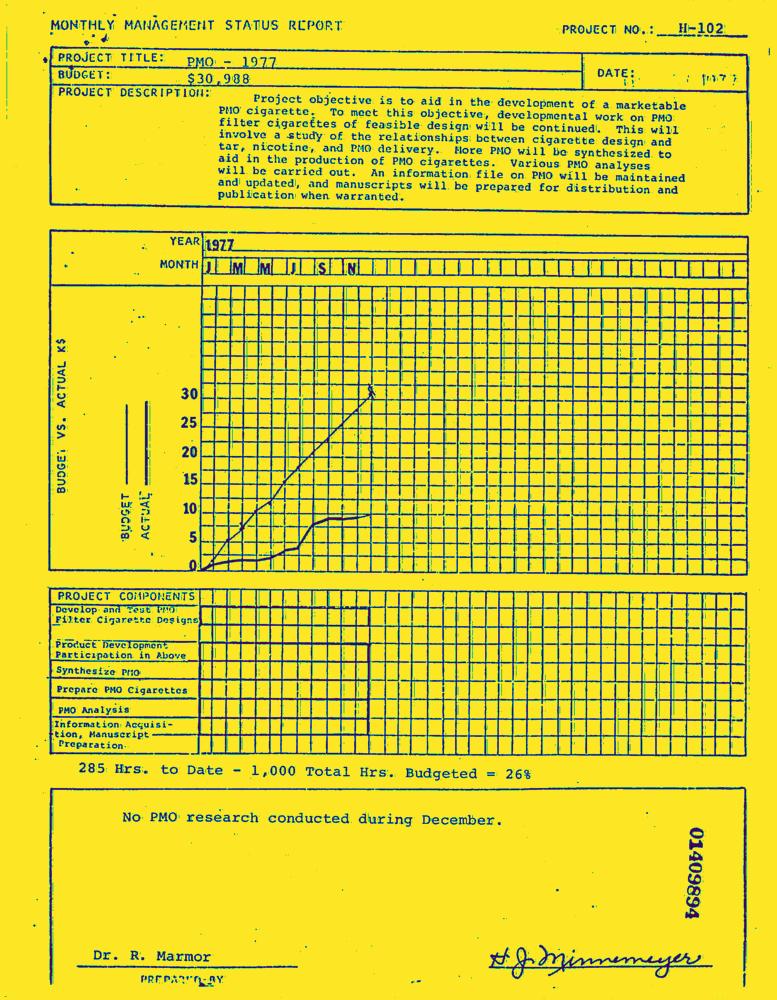 MONTHLY MANAGEMENT STATUS REPORT
PROJECT NO.: H-102
PROJECT TITLE: PMO - 1977
BUDGET: $30,988
DATE: 1977
PROJECT DESCRIPTION:
Project objective is to aid in the development of a marketable
PMO cigarette. To meet this objective, developmental work on PMO
filter cigarettes of feasible design will be continued. This will
involve a study of the relationships between cigarette design and
tar, nicotine, and PMO delivery. More PMO will be synthesized to
aid in the production of PMO cigarettes. Various PMO analyses
will be carried out. An information file on PMO will be maintained
and updated, and manuscripts will be prepared for distribution and
publication when warranted.
YEAR 1977
MONTH J M M J S N
BUDGET VS. ACTUAL K$
BUDGET
ACTUAL
30
25
20
15
10
5
0
PROJECT COMPONENTS
Develop and Test PMO
Filter Cigarette Designs
Product Development
Participation in Above
Synthesize PMO
Prepare PMO Cigarettes
PMO Analysis
Information Acquisi-
tion, Manuscript
Preparation
285 Hrs. to Date - 1,000 Total Hrs. Budgeted = 26%
No PMO research conducted during December.
01409894
Dr. R. Marmor
H. J. Minnemeyer
PREPARED BY